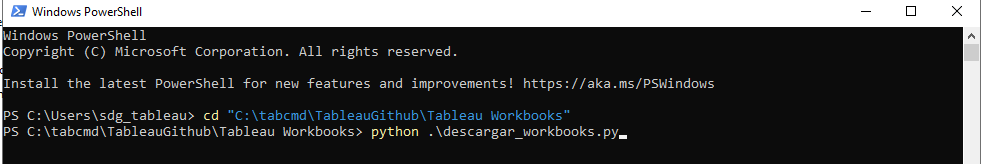 Windows PowerShell
Windows PowerShell
Copyright (C) Microsoft Corporation. All rights reserved.
Install the latest PowerShell for new features and improvements! https://aka.ms/PSWindows
PS C:\Users\sdg_tableau> cd "C:\tabcmd\TableauGithub\Tableau Workbooks"
PS C:\tabcmd\TableauGithub\Tableau Workbooks> python .\descargar_workbooks.py